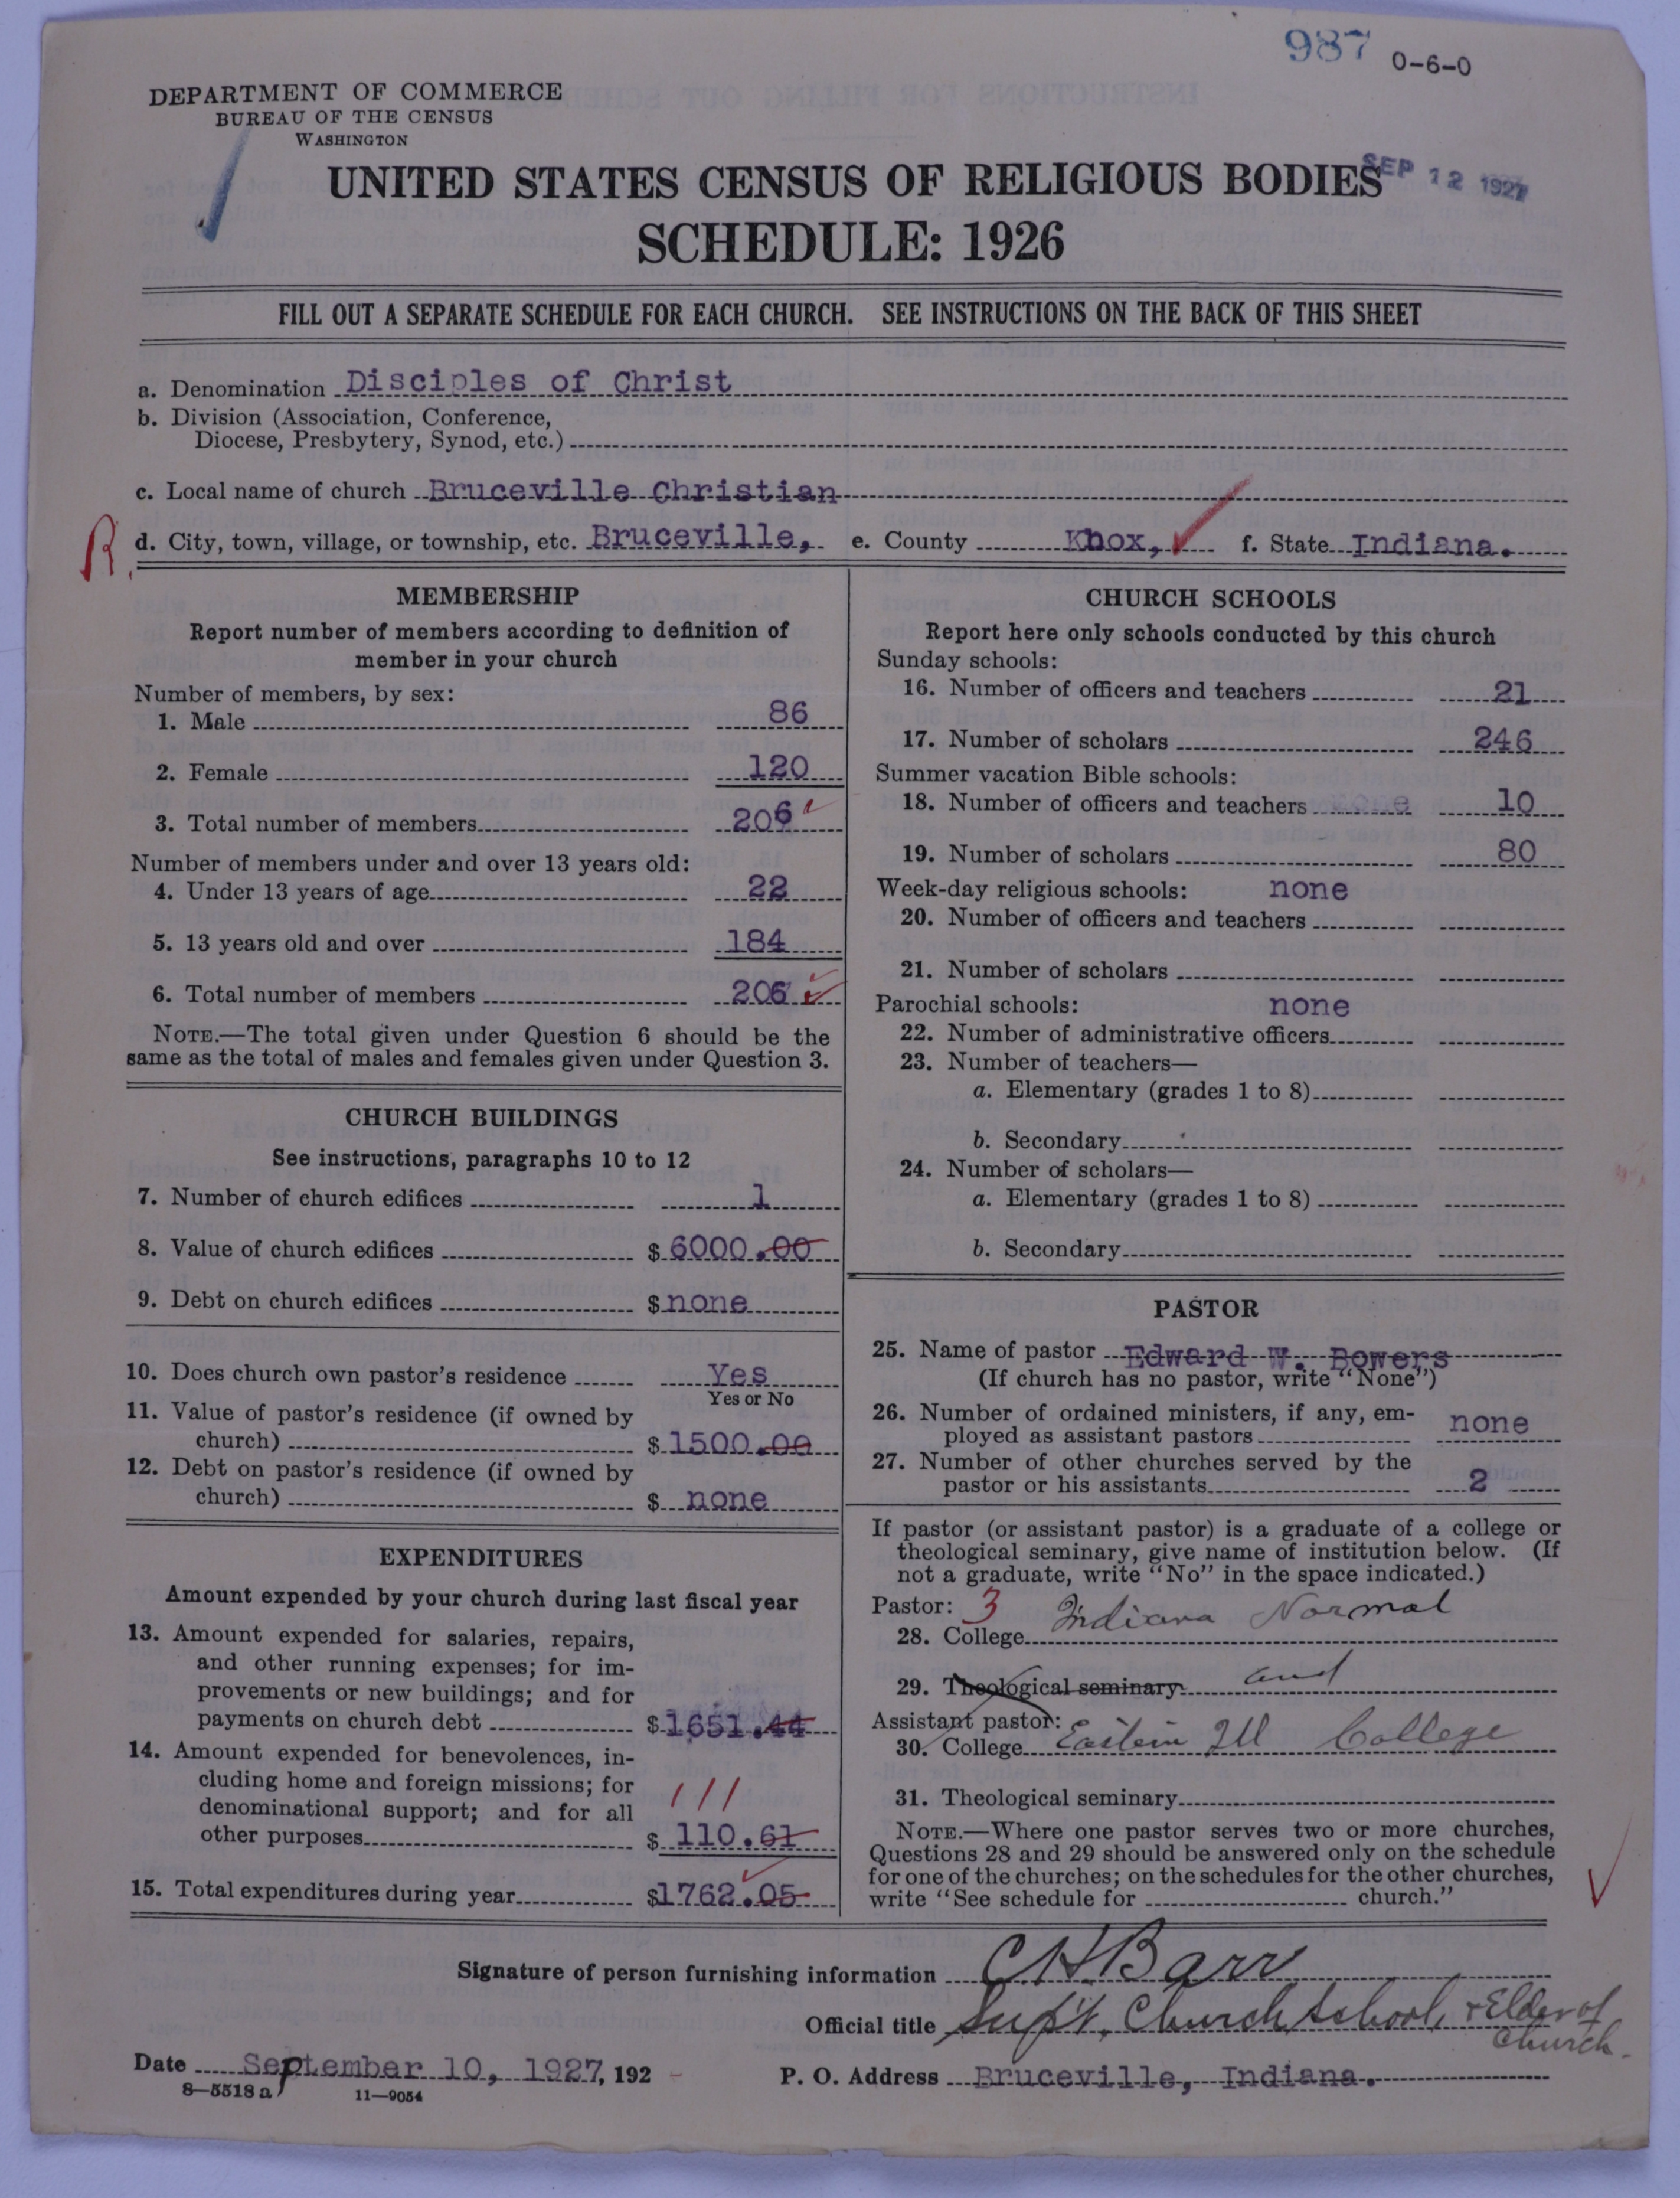 987 0-6-0
DEPARTMENT OF COMMERCE
BUREAU OF THE CENSUS
WASHINGTON
SEP 12 1927
UNITED STATES CENSUS OF RELIGIOUS BODIES
SCHEDULE: 1926
FILL OUT A SEPARATE SCHEDULE FOR EACH CHURCH. SEE INSTRUCTIONS ON THE BACK OF THIS SHEET
a. Denomination Disciples of Christ
b. Division (Association, Conference,
Diocese, Presbytery, Synod, etc.)
c. Local name of church Bruceville Christian
R. d. City, town, village, or township, etc. Bruceville, e. County Knox, f. State Indiana.
MEMBERSHIP
Report number of members according to definition of
member in your church
Number of members, by sex:
1. Male 86
2. Female 120
3. Total number of members 206
Number of members under and over 13 years old:
4. Under 13 years of age 22
5. 13 years old and over 184
6. Total number of members 206
NOTE.—The total given under Question 6 should be the
same as the total of males and females given under Question 3.
CHURCH BUILDINGS
See instructions, paragraphs 10 to 12
7. Number of church edifices 1
8. Value of church edifices $ 6000.00
9. Debt on church edifices $ none
10. Does church own pastor's residence Yes
Yes or No
11. Value of pastor's residence (if owned by
church) $ 1500.00
12. Debt on pastor's residence (if owned by
church) $ none
EXPENDITURES
Amount expended by your church during last fiscal year
13. Amount expended for salaries, repairs,
and other running expenses; for im-
provements or new buildings; and for
payments on church debt $ 1651.44
14. Amount expended for benevolences, in-
cluding home and foreign missions; for
denominational support; and for all
111
other purposes $ 110.61
15. Total expenditures during year $1762.05
CHURCH SCHOOLS
Report here only schools conducted by this church
Sunday schools:
16. Number of officers and teachers 21
17. Number of scholars 246
Summer vacation Bible schools:
18. Number of officers and teachers none 10
19. Number of scholars 80
Week-day religious schools: none
20. Number of officers and teachers
21. Number of scholars
Parochial schools: none
22. Number of administrative officers
23. Number of teachers—
a. Elementary (grades 1 to 8)
b. Secondary
24. Number of scholars—
a. Elementary (grades 1 to 8)
b. Secondary
PASTOR
25. Name of pastor Edward W. Bowers
(If church has no pastor, write "None")
26. Number of ordained ministers, if any, em-
ployed as assistant pastors none
27. Number of other churches served by the
pastor or his assistants 2
If pastor (or assistant pastor) is a graduate of a college or
theological seminary, give name of institution below. (If
not a graduate, write "No" in the space indicated.)
Pastor: 3
28. College Indiana Normal
29. Theological seminary and
Assistant pastor:
30. College Eastern Ill College
31. Theological seminary
NOTE.—Where one pastor serves two or more churches,
Questions 28 and 29 should be answered only on the schedule
for one of the churches; on the schedules for the other churches,
write "See schedule for church."
Signature of person furnishing information C H Barr
Official title Supt, Church School, & Elder of
Church.
Date September 10, 1927, 192 P. O. Address Bruceville, Indiana.
8—5518 a 11—9054